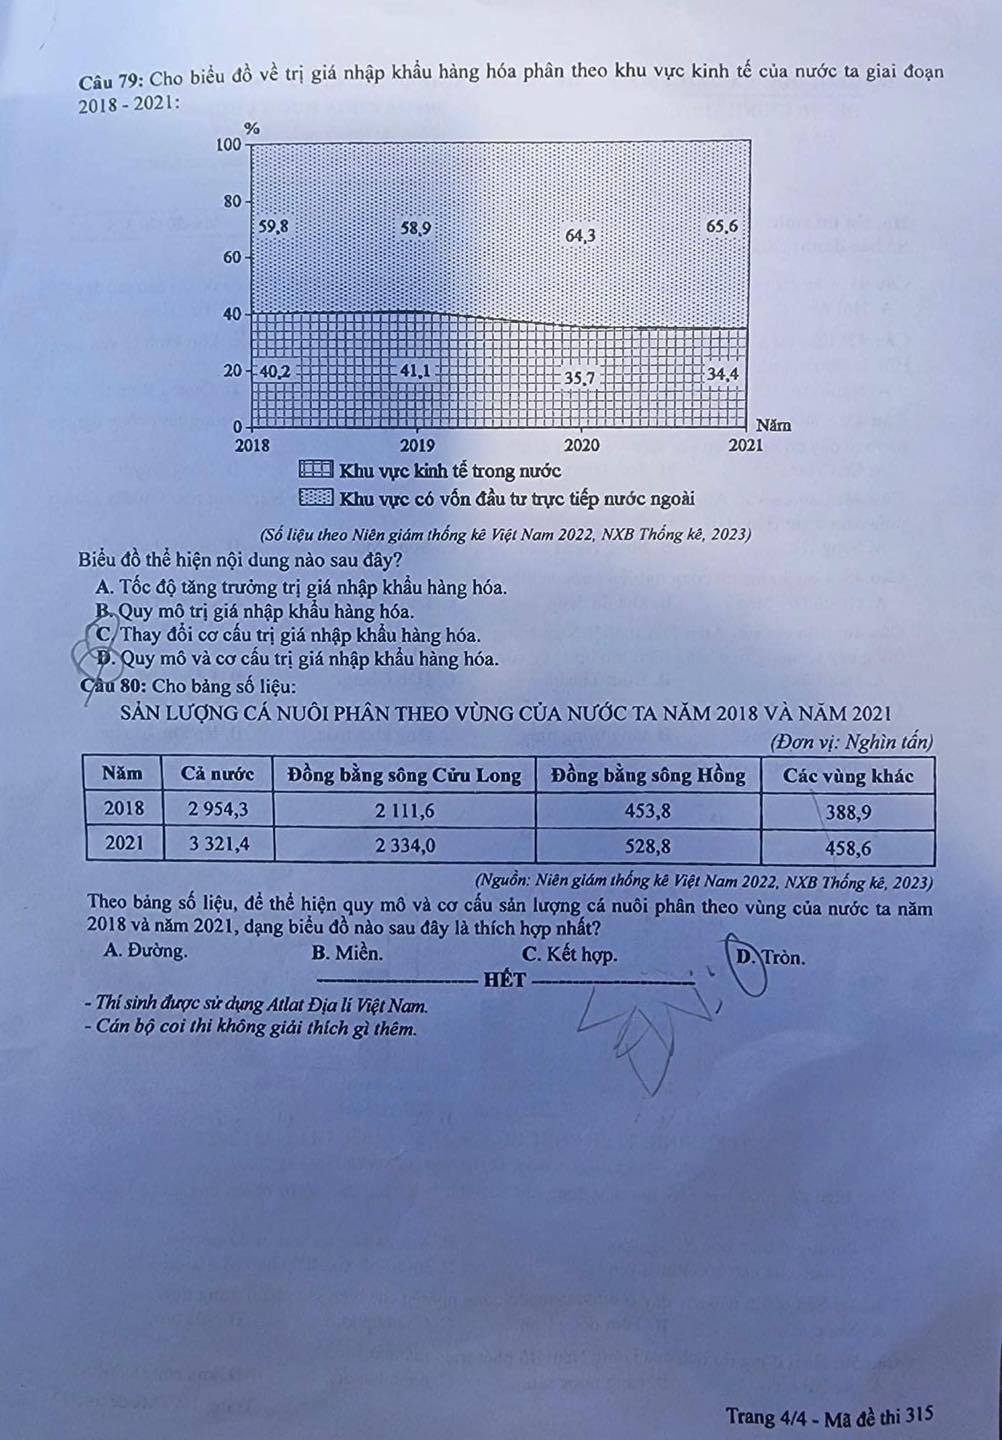 Câu 79: Cho biểu đồ về trị giá nhập khẩu hàng hóa phân theo khu vực kinh tế của nước ta giai đoạn
2018 - 2021:
%
100
80
59,8 58,9 64,3 65,6
60
40
20 40,2 41,1 35,7 34,4
0 Năm
2018 2019 2020 2021
Khu vực kinh tế trong nước
Khu vực có vốn đầu tư trực tiếp nước ngoài
(Số liệu theo Niên giám thống kê Việt Nam 2022, NXB Thống kê, 2023)
Biểu đồ thể hiện nội dung nào sau đây?
A. Tốc độ tăng trưởng trị giá nhập khẩu hàng hóa.
B. Quy mô trị giá nhập khẩu hàng hóa.
C. Thay đổi cơ cấu trị giá nhập khẩu hàng hóa.
D. Quy mô và cơ cấu trị giá nhập khẩu hàng hóa.
Câu 80: Cho bảng số liệu:
SẢN LƯỢNG CÁ NUÔI PHÂN THEO VÙNG CỦA NƯỚC TA NĂM 2018 VÀ NĂM 2021
(Đơn vị: Nghìn tấn)
Năm Cả nước Đồng bằng sông Cửu Long Đồng bằng sông Hồng Các vùng khác
2018 2 954,3 2 111,6 453,8 388,9
2021 3 321,4 2 334,0 528,8 458,6
(Nguồn: Niên giám thống kê Việt Nam 2022, NXB Thống kê, 2023)
Theo bảng số liệu, để thể hiện quy mô và cơ cấu sản lượng cá nuôi phân theo vùng của nước ta năm
2018 và năm 2021, dạng biểu đồ nào sau đây là thích hợp nhất?
A. Đường. B. Miền. C. Kết hợp. D. Tròn.
HẾT
- Thí sinh được sử dụng Atlat Địa lí Việt Nam.
- Cán bộ coi thi không giải thích gì thêm.
Trang 4/4 - Mã đề thi 315